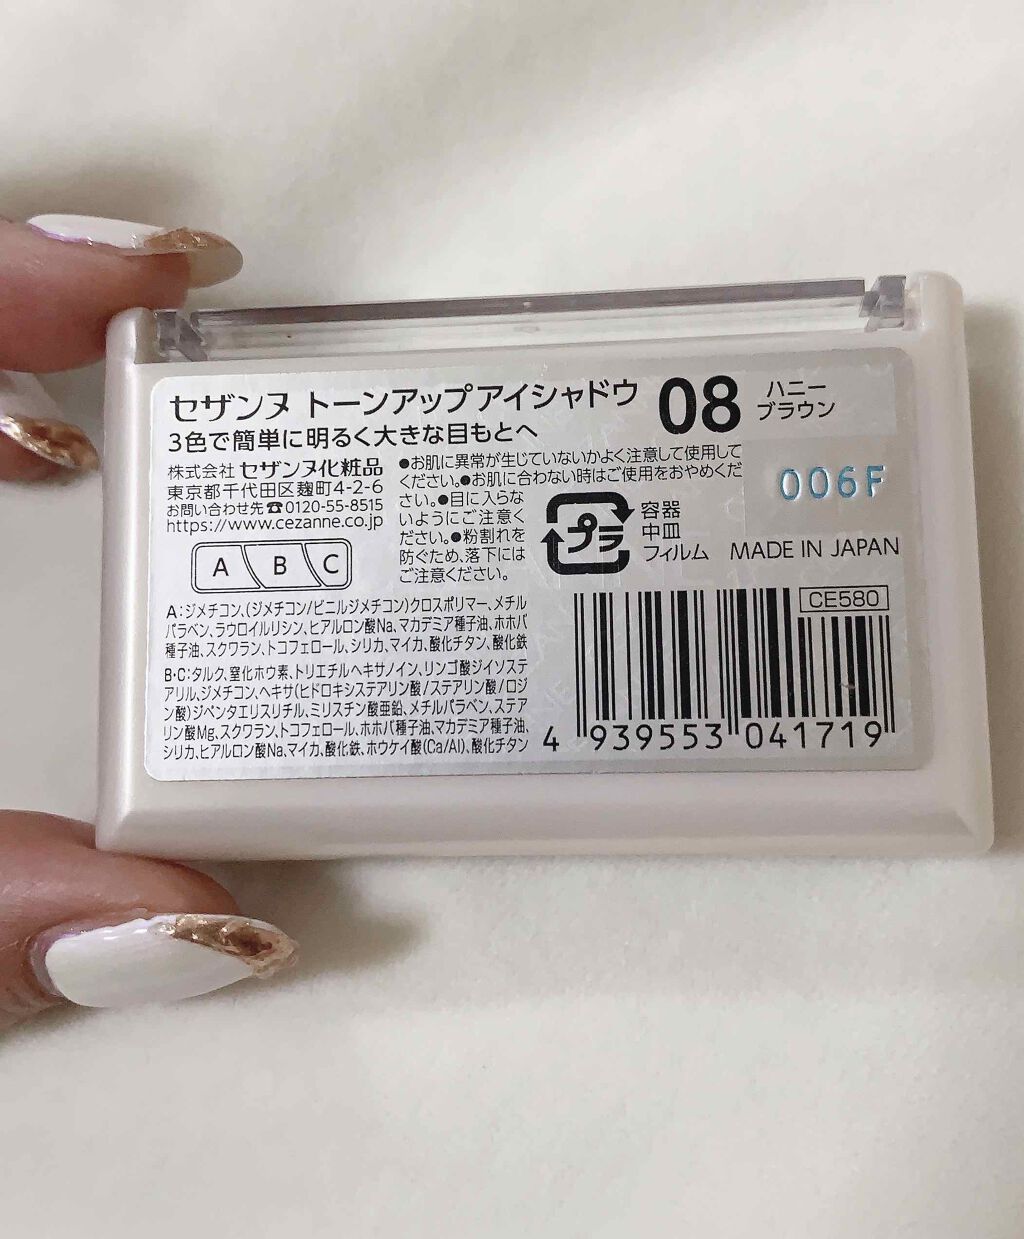 セザンヌ トーンアップアイシャドウ
08
ハニー
ブラウン
3色で簡単に明るく大きな目もとへ
株式会社 セザンヌ化粧品
東京都千代田区麹町4-2-6
お問い合わせ先☎0120-55-8515
https://www.cezanne.co.jp
●お肌に異常が生じていないかよく注意して使用して
ください。●お肌に合わない時はご使用をおやめくだ
さい。●目に入らな
いようにご注意く
ださい。●粉割れを
防ぐため、落下には
ご注意ください。
A B C
プラ
容器
中皿
フィルム
006F
MADE IN JAPAN
A:ジメチコン、(ジメチコン/ビニルジメチコン)クロスポリマー、メチル
パラベン、ラウロイルリシン、ヒアルロン酸Na、マカデミア種子油、ホホバ
種子油、スクワラン、トコフェロール、シリカ、マイカ、酸化チタン、酸化鉄
B・C:タルク、窒化ホウ素、トリエチルヘキサノイン、リンゴ酸ジイソステ
アリル、ジメチコン、ヘキサ(ヒドロキシステアリン酸/ステアリン酸/ロジ
ン酸)ジペンタエリスリチル、ミリスチン酸亜鉛、メチルパラベン、ステア
リン酸Mg、スクワラン、トコフェロール、ホホバ種子油、マカデミア種子油、
シリカ、ヒアルロン酸Na、マイカ、酸化鉄、ホウケイ酸(Ca/Al)、酸化チタン
CE580
4 939553 041719